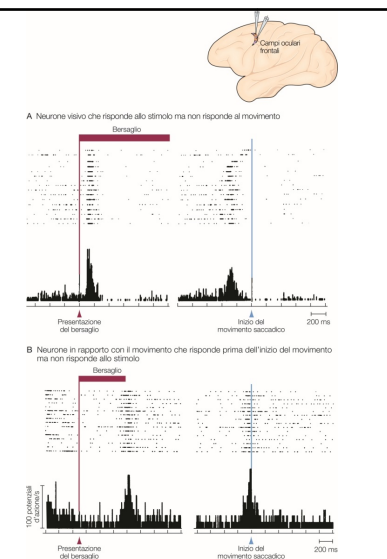 Campi oculari
frontali
A Neurone visivo che risponde allo stimolo ma non risponde al movimento
Bersaglio
Presentazione
del bersaglio
Inizio del
movimento saccadico
200 ms
B Neurone in rapporto con il movimento che risponde prima dell'inizio del movimento
ma non risponde allo stimolo
Bersaglio
100 potenziali
d'azione/s
Presentazione
del bersaglio
Inizio del
movimento saccadico
200 ms